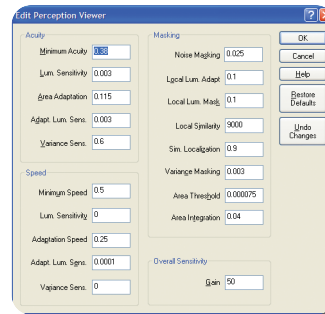 Edit Perception Viewer
Acuity
Minimum Acuity 0.38
Lum. Sensitivity 0.003
Area Adaptation 0.115
Adapt. Lum. Sens. 0.003
Variance Sens. 0.6
Speed
Minimum Speed 0.5
Lum. Sensitivity 0
Adaptation Speed 0.25
Adapt. Lum. Sens. 0.0001
Variance Sens. 0
Masking
Noise Masking 0.025
Local Lum. Adapt 0.1
Local Lum. Mask 0.1
Local Similarity 9000
Sim. Localization 0.9
Variance Masking 0.003
Area Threshold 0.000075
Area Integration 0.04
Overall Sensitivity
Gain 50
OK
Cancel
Help
Restore
Defaults
Undo
Changes